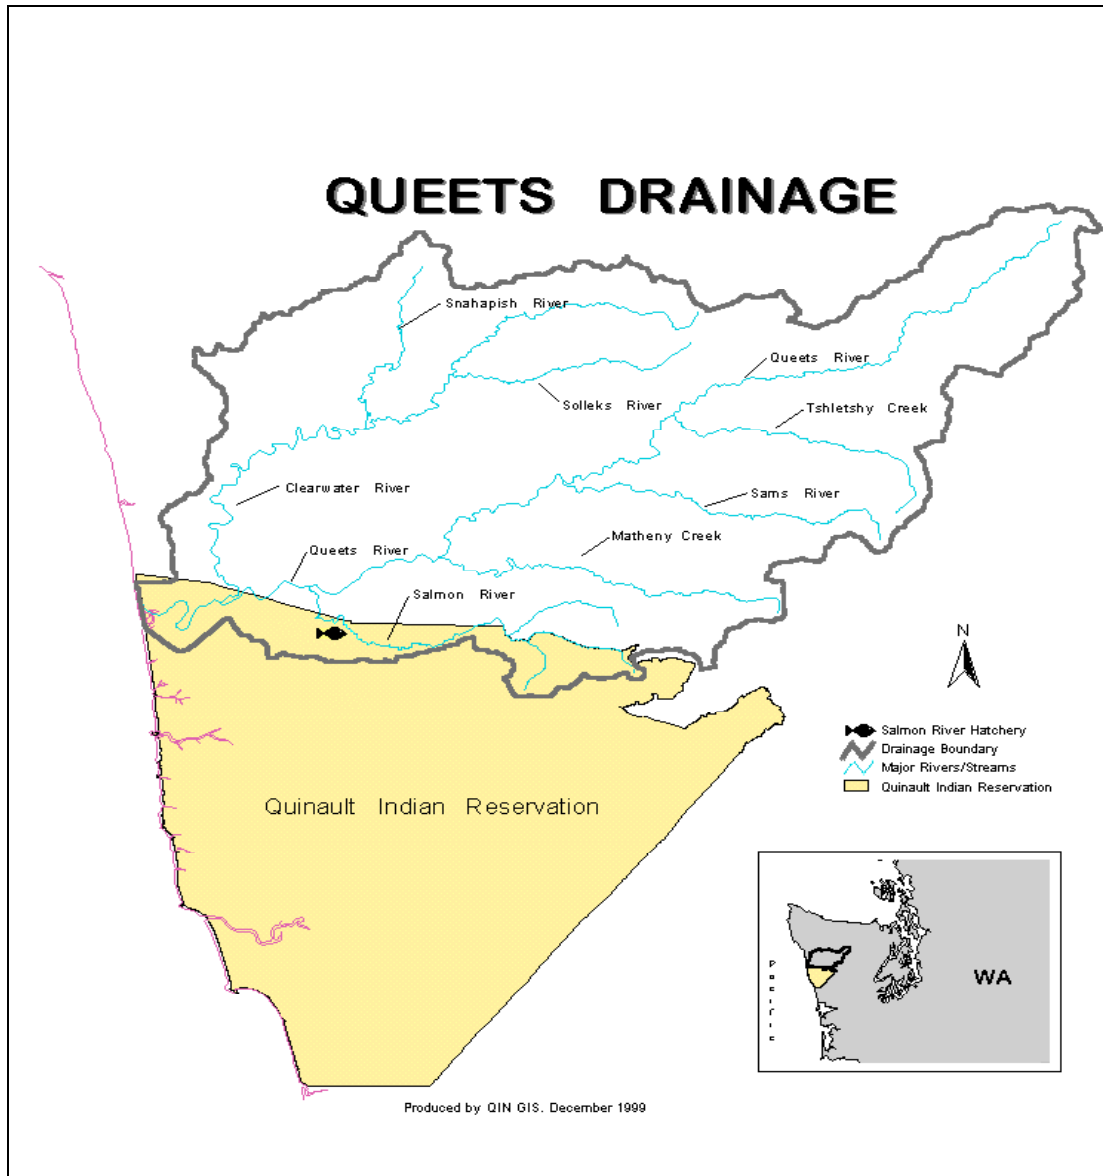 QUEETS DRAINAGE
Snahapish River
Queets River
Solleks River
Tshletshy Creek
Clearwater River
Sams River
Matheny Creek
Queets River
Salmon River
N
Salmon River Hatchery
Drainage Boundary
Major Rivers/Streams
Quinault Indian Reservation
Quinault Indian Reservation
Pacific
WA
Produced by QIN GIS. December 1999